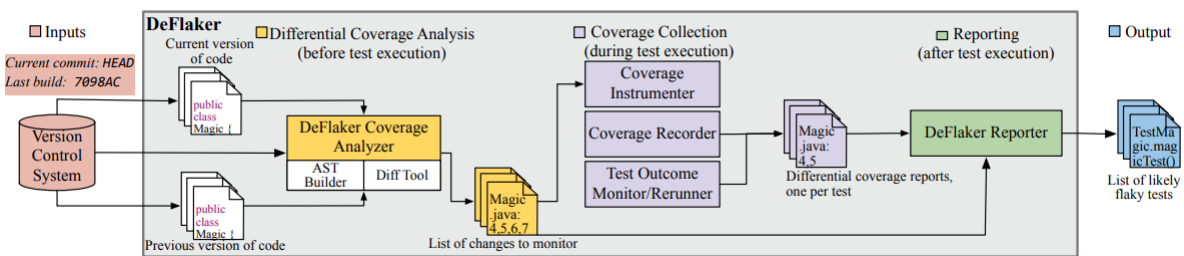 DeFlaker
Inputs
Differential Coverage Analysis
(before test execution)
Coverage Collection
(during test execution)
Reporting
(after test execution)
Output
Current commit: HEAD
Last build: 7098AC
Version
Control
System
Current version
of code
public
class
Magic {
public
class
Magic {
Previous version of code
DeFlaker Coverage
Analyzer
AST
Builder
Diff Tool
Magic
.java:
4,5,6,7
List of changes to monitor
Coverage
Instrumenter
Coverage Recorder
Test Outcome
Monitor/Rerunner
Magic
.java:
4,5
Differential coverage reports,
one per test
DeFlaker Reporter
TestMa
gic.mag
icTest()
List of likely
flaky tests